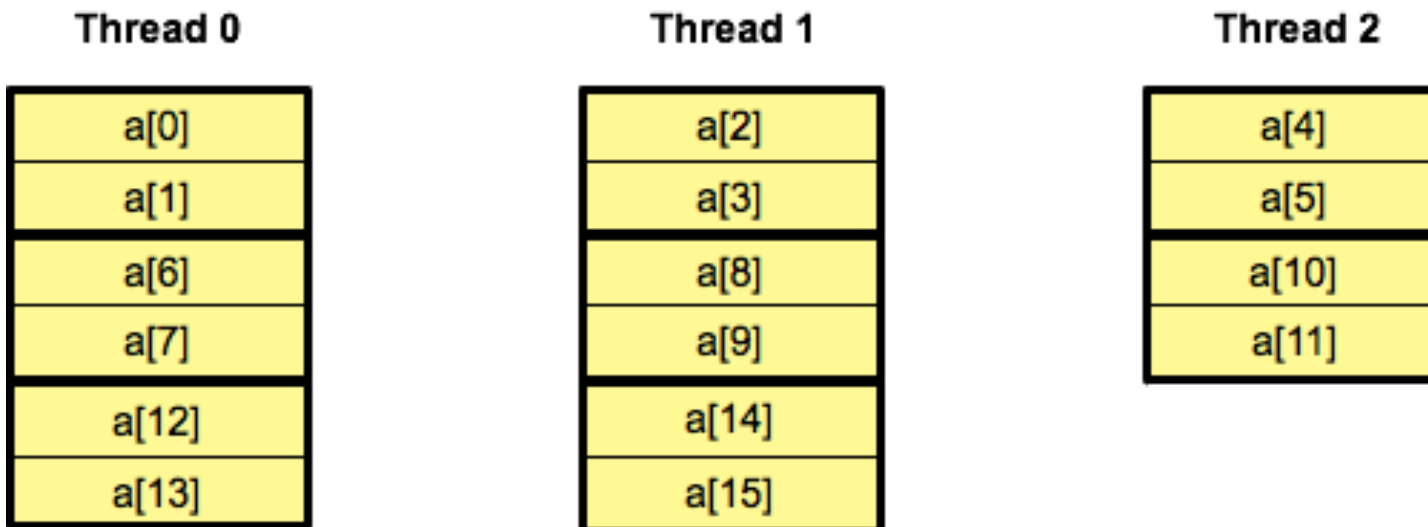 Thread 0
Thread 1
Thread 2
a[0]
a[1]
a[6]
a[7]
a[12]
a[13]
a[2]
a[3]
a[8]
a[9]
a[14]
a[15]
a[4]
a[5]
a[10]
a[11]